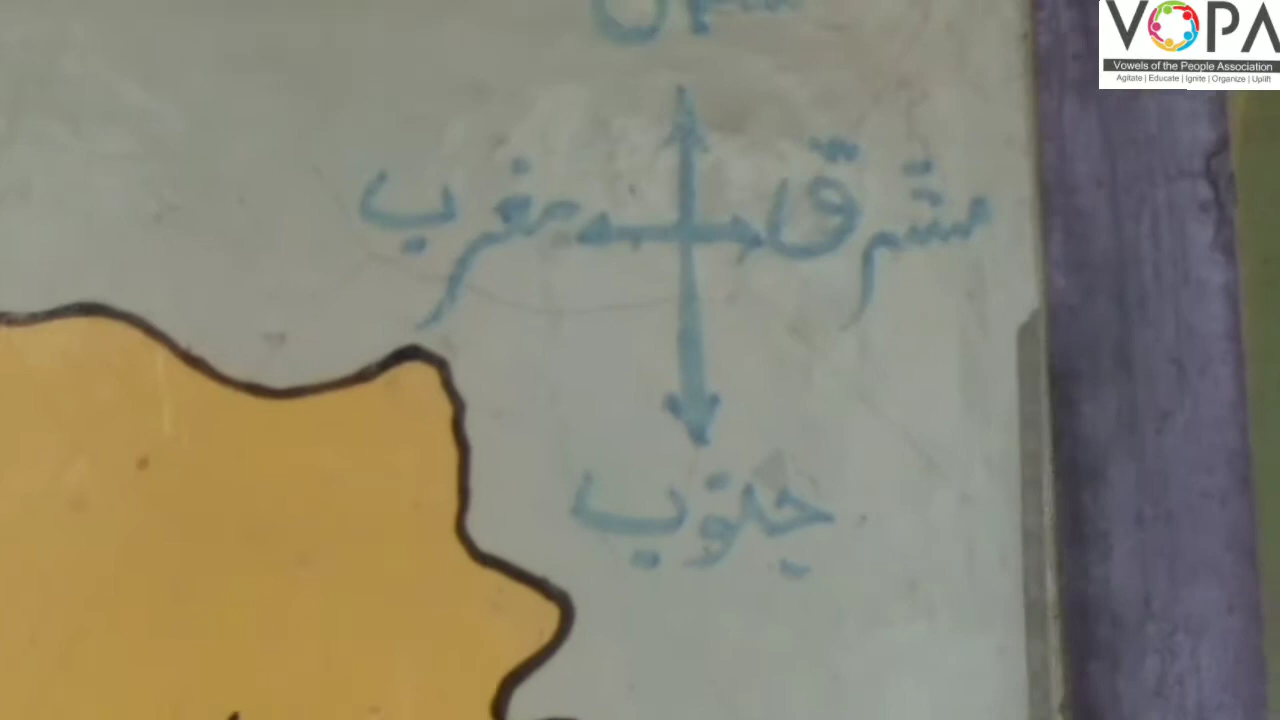 VOPA
Vowels of the People Association
Agitate | Educate | Ignite | Organize | Uplift
مشرق
مغرب
جنوب